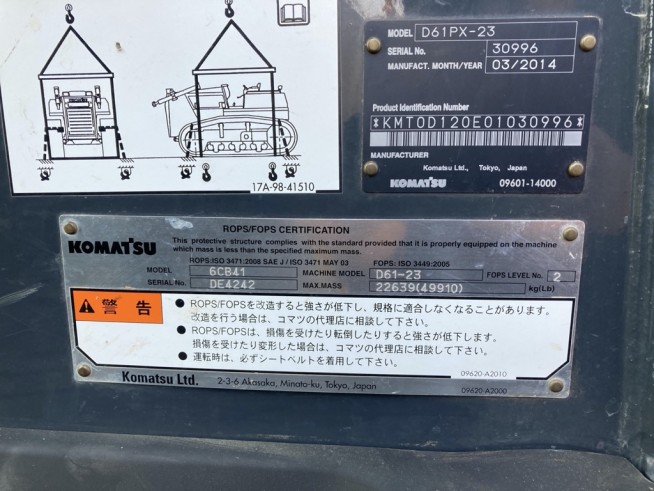 17A-98-41510
MODEL D61PX-23
SERIAL No. 30996
MANUFACT. MONTH/YEAR 03/2014
Product Identification Number
*KMT0D120E01030996*
MANUFACTURER
Komatsu Ltd., Tokyo, Japan
KOMATSU 09601-14000
ROPS/FOPS CERTIFICATION
KOMATSU
This protective structure complies with the standard provided that it is properly equipped on the machine
which mass is less than the specified maximum mass.
ROPS:ISO 3471:2008 SAE J / ISO 3471 MAY 03 FOPS: ISO 3449:2005
MODEL 6CB41 MACHINE MODEL D61-23 FOPS LEVEL No. 2
SERIAL No. DE4242 MAX.MASS 22639(49910) kg(Lb)
警告
● ROPS/FOPSを改造すると強さが低下し、規格に適合しなくなることがあります。
改造を行う場合は、コマツの代理店に相談して下さい。
● ROPS/FOPSは、損傷を受けたり転倒したりすると強さが低下します。
損傷を受けたり変形した場合は、コマツの代理店に相談して下さい。
● 運転時は、必ずシートベルトを着用して下さい。
09620-A2010
Komatsu Ltd. 2-3-6 Akasaka, Minato-ku, Tokyo, Japan
09620-A2000